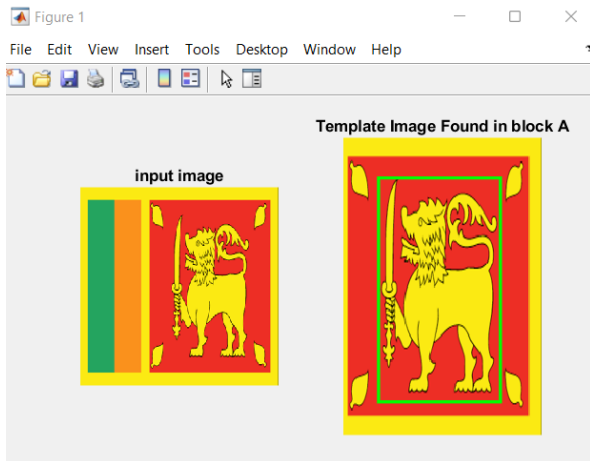 Figure 1
File Edit View Insert Tools Desktop Window Help
Template Image Found in block A
input image